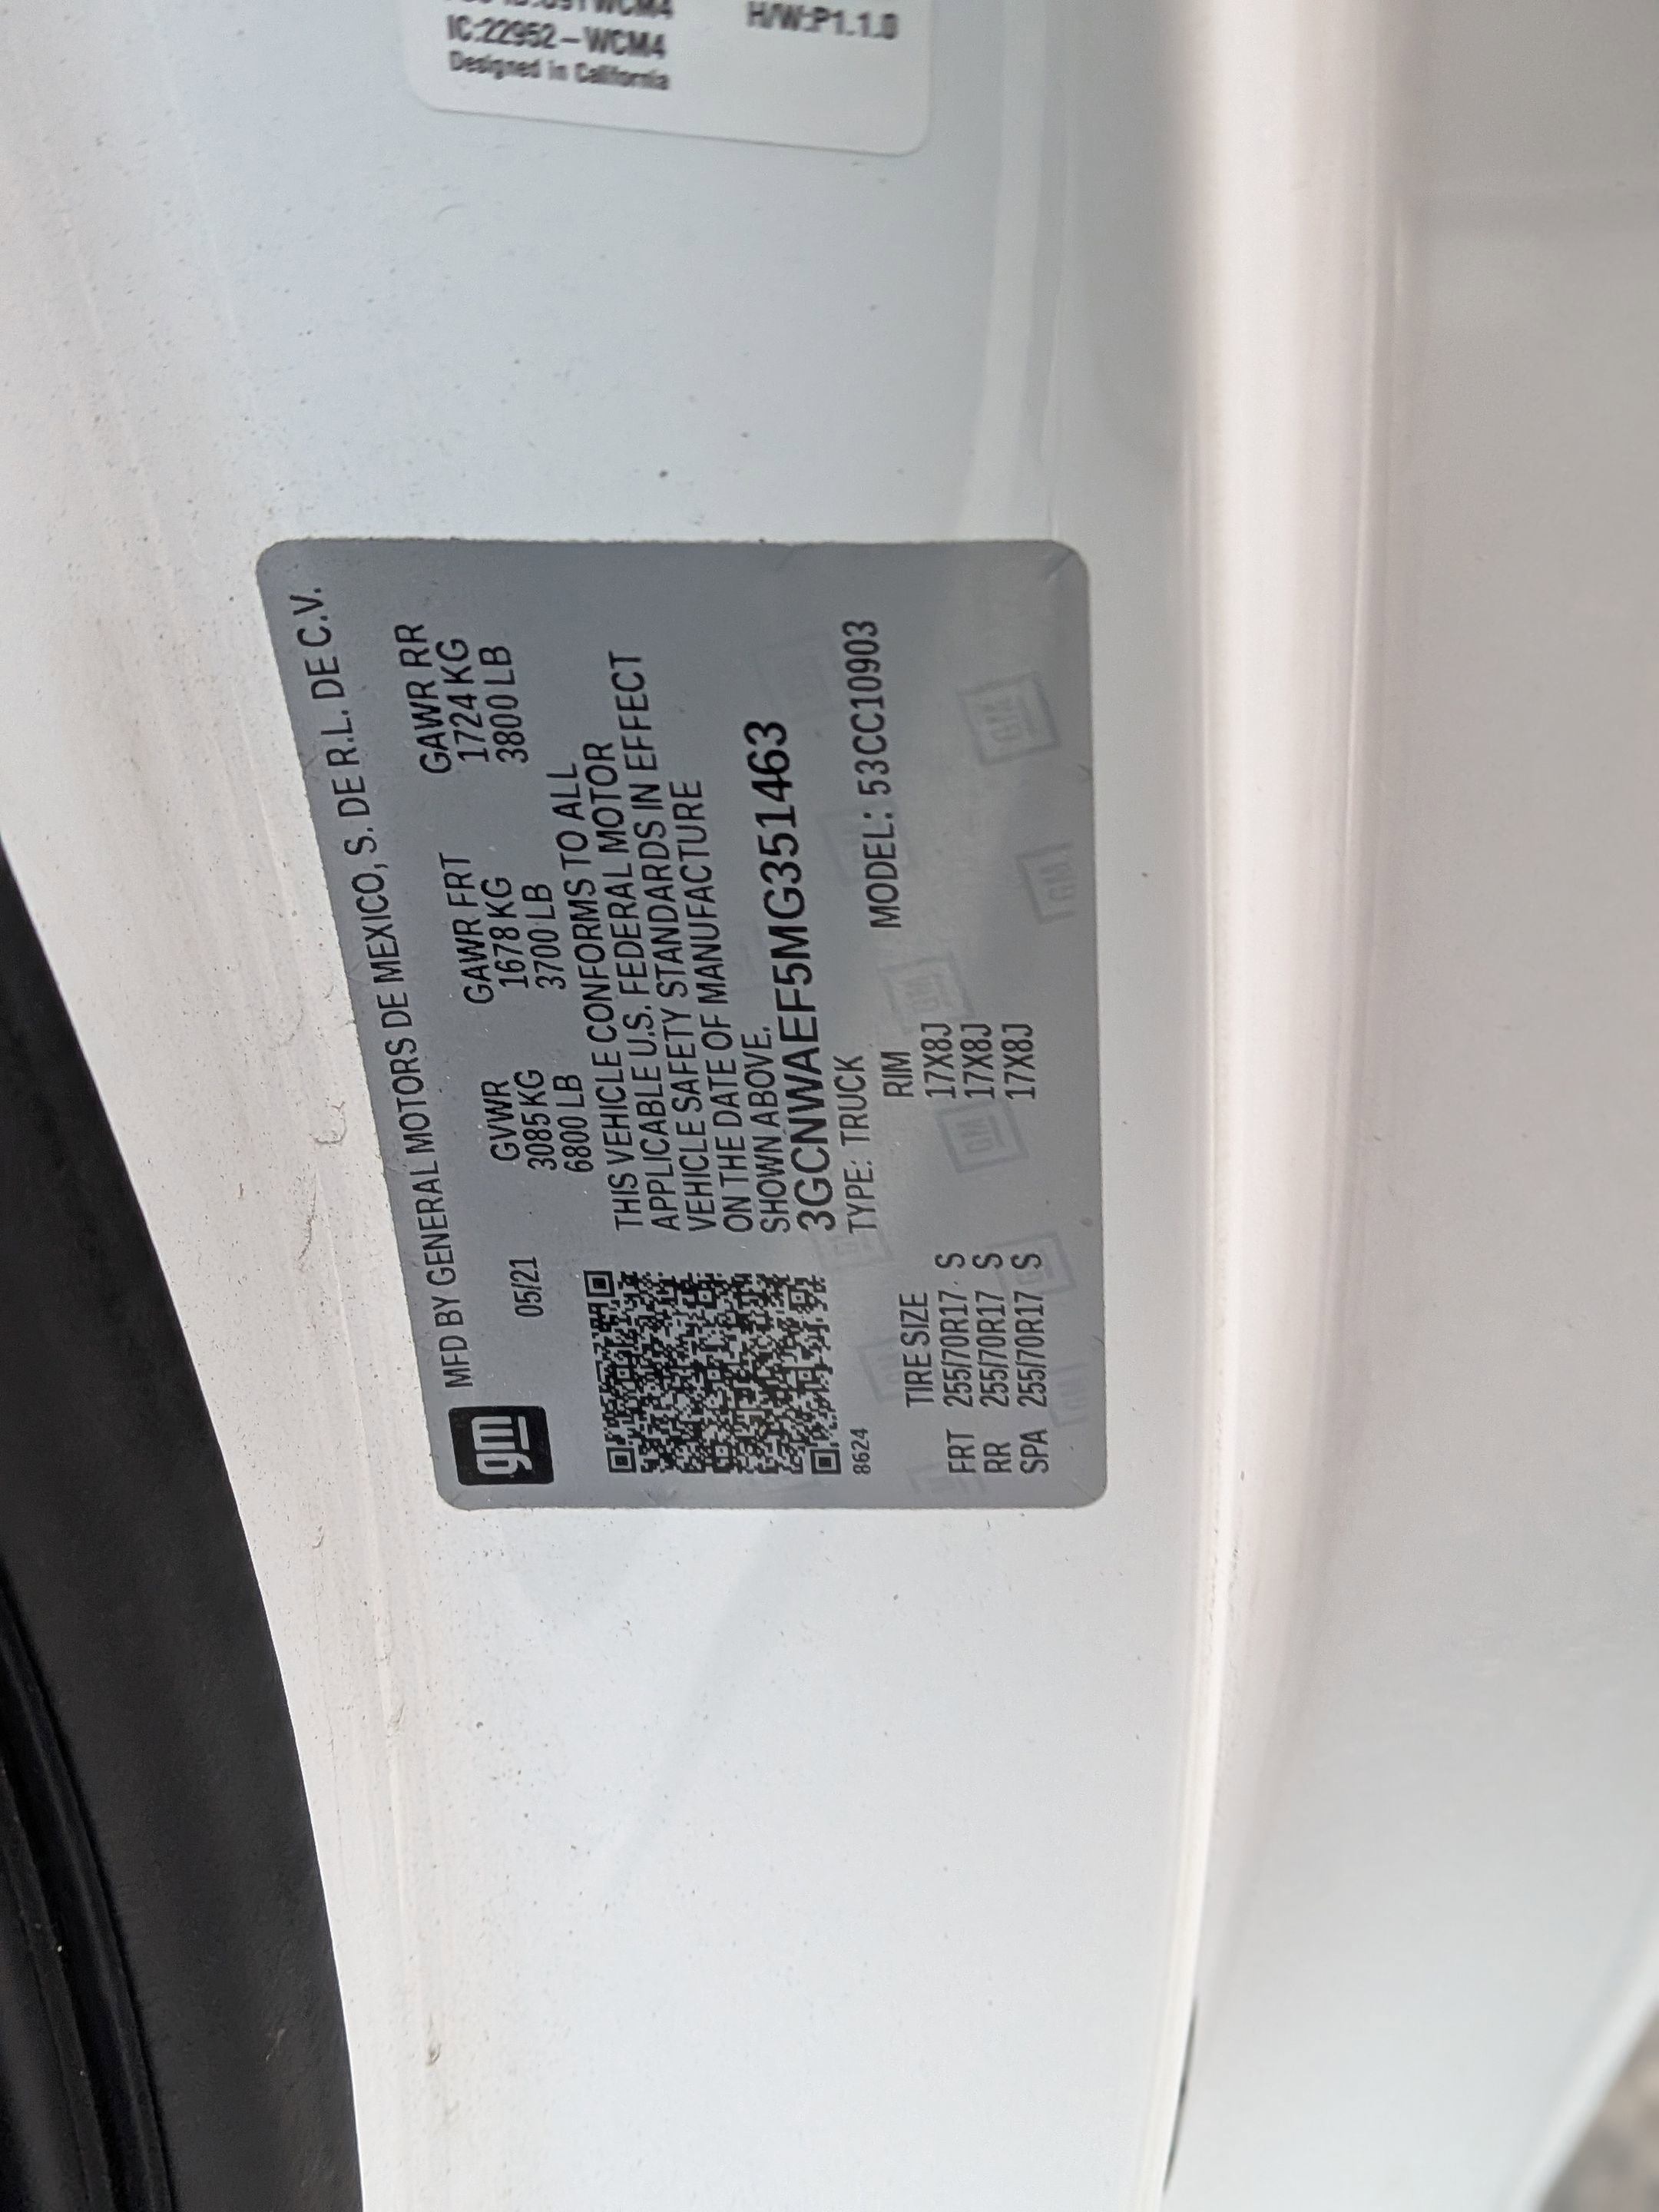 IC:22952-WCM4
Designed in California
H/W:P1.1.0
gm
MFD BY GENERAL MOTORS DE MEXICO, S. DE R.L. DE C.V.
05/21
GVWR GAWR FRT GAWR RR
3085 KG 1678 KG 1724 KG
6800 LB 3700 LB 3800 LB
THIS VEHICLE CONFORMS TO ALL
APPLICABLE U.S. FEDERAL MOTOR
VEHICLE SAFETY STANDARDS IN EFFECT
ON THE DATE OF MANUFACTURE
SHOWN ABOVE.
3GCNWAEF5MG351463
8624
TYPE: TRUCK MODEL: 53CC10903
TIRE SIZE RIM
FRT 255/70R17 S 17X8J
RR 255/70R17 S 17X8J
SPA 255/70R17 S 17X8J